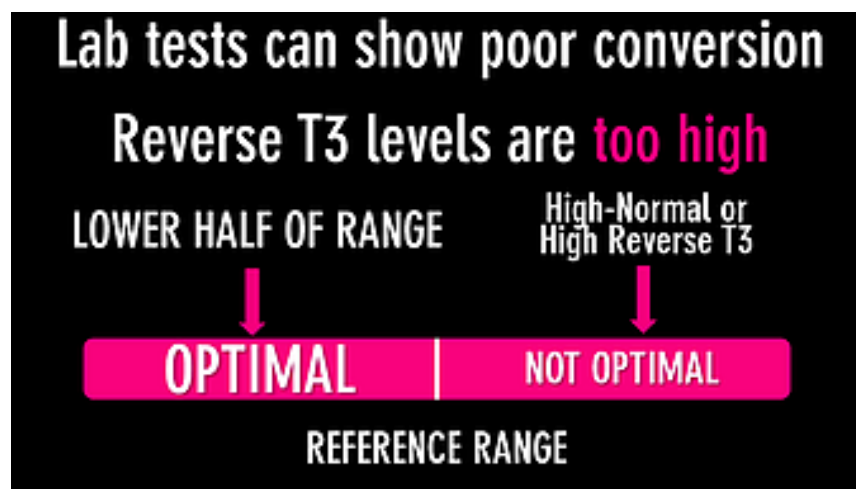 Lab tests can show poor conversion
Reverse T3 levels are too high
LOWER HALF OF RANGE
High-Normal or
High Reverse T3
OPTIMAL
NOT OPTIMAL
REFERENCE RANGE